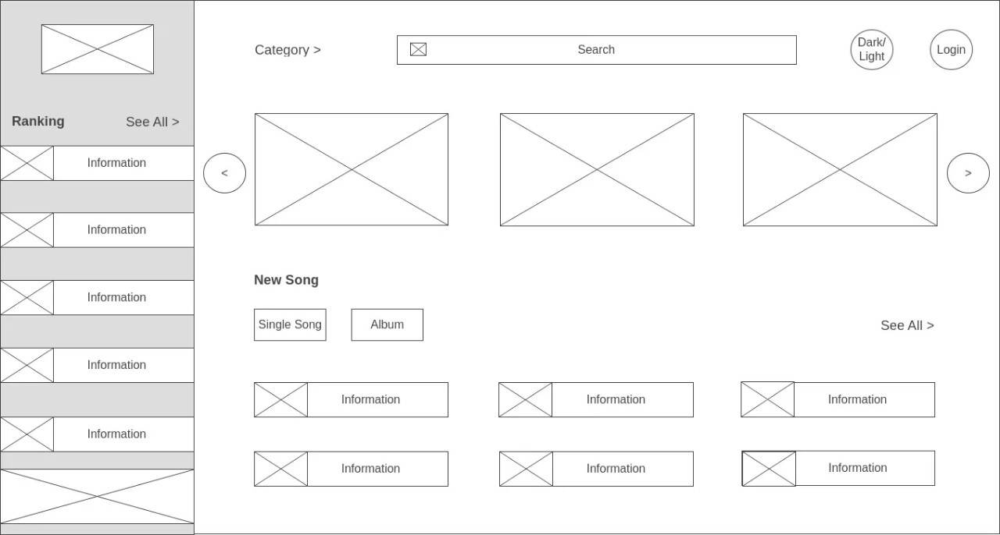 Ranking
See All >
Information
Information
Information
Information
Information
Category >
Search
Dark/
Light
Login
<
>
New Song
Single Song
Album
See All >
Information
Information
Information
Information
Information
Information